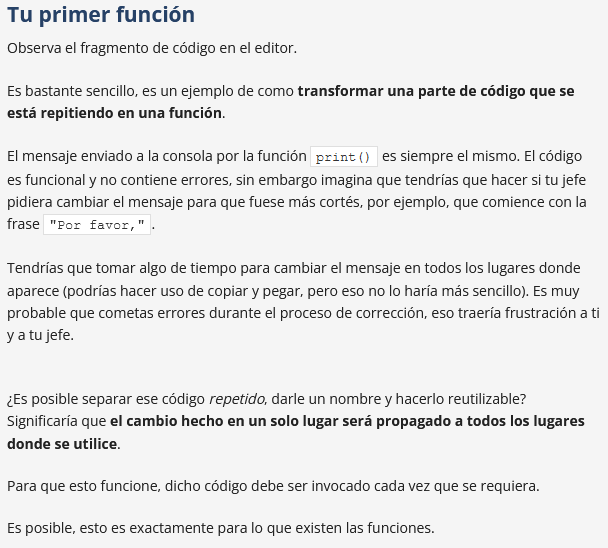 Tu primer función
Observa el fragmento de código en el editor.
Es bastante sencillo, es un ejemplo de como transformar una parte de código que se
está repitiendo en una función.
El mensaje enviado a la consola por la función print() es siempre el mismo. El código
es funcional y no contiene errores, sin embargo imagina que tendrías que hacer si tu jefe
pidiera cambiar el mensaje para que fuese más cortés, por ejemplo, que comience con la
frase "Por favor,".
Tendrías que tomar algo de tiempo para cambiar el mensaje en todos los lugares donde
aparece (podrías hacer uso de copiar y pegar, pero eso no lo haría más sencillo). Es muy
probable que cometas errores durante el proceso de corrección, eso traería frustración a ti
y a tu jefe.
¿Es posible separar ese código repetido, darle un nombre y hacerlo reutilizable?
Significaría que el cambio hecho en un solo lugar será propagado a todos los lugares
donde se utilice.
Para que esto funcione, dicho código debe ser invocado cada vez que se requiera.
Es posible, esto es exactamente para lo que existen las funciones.